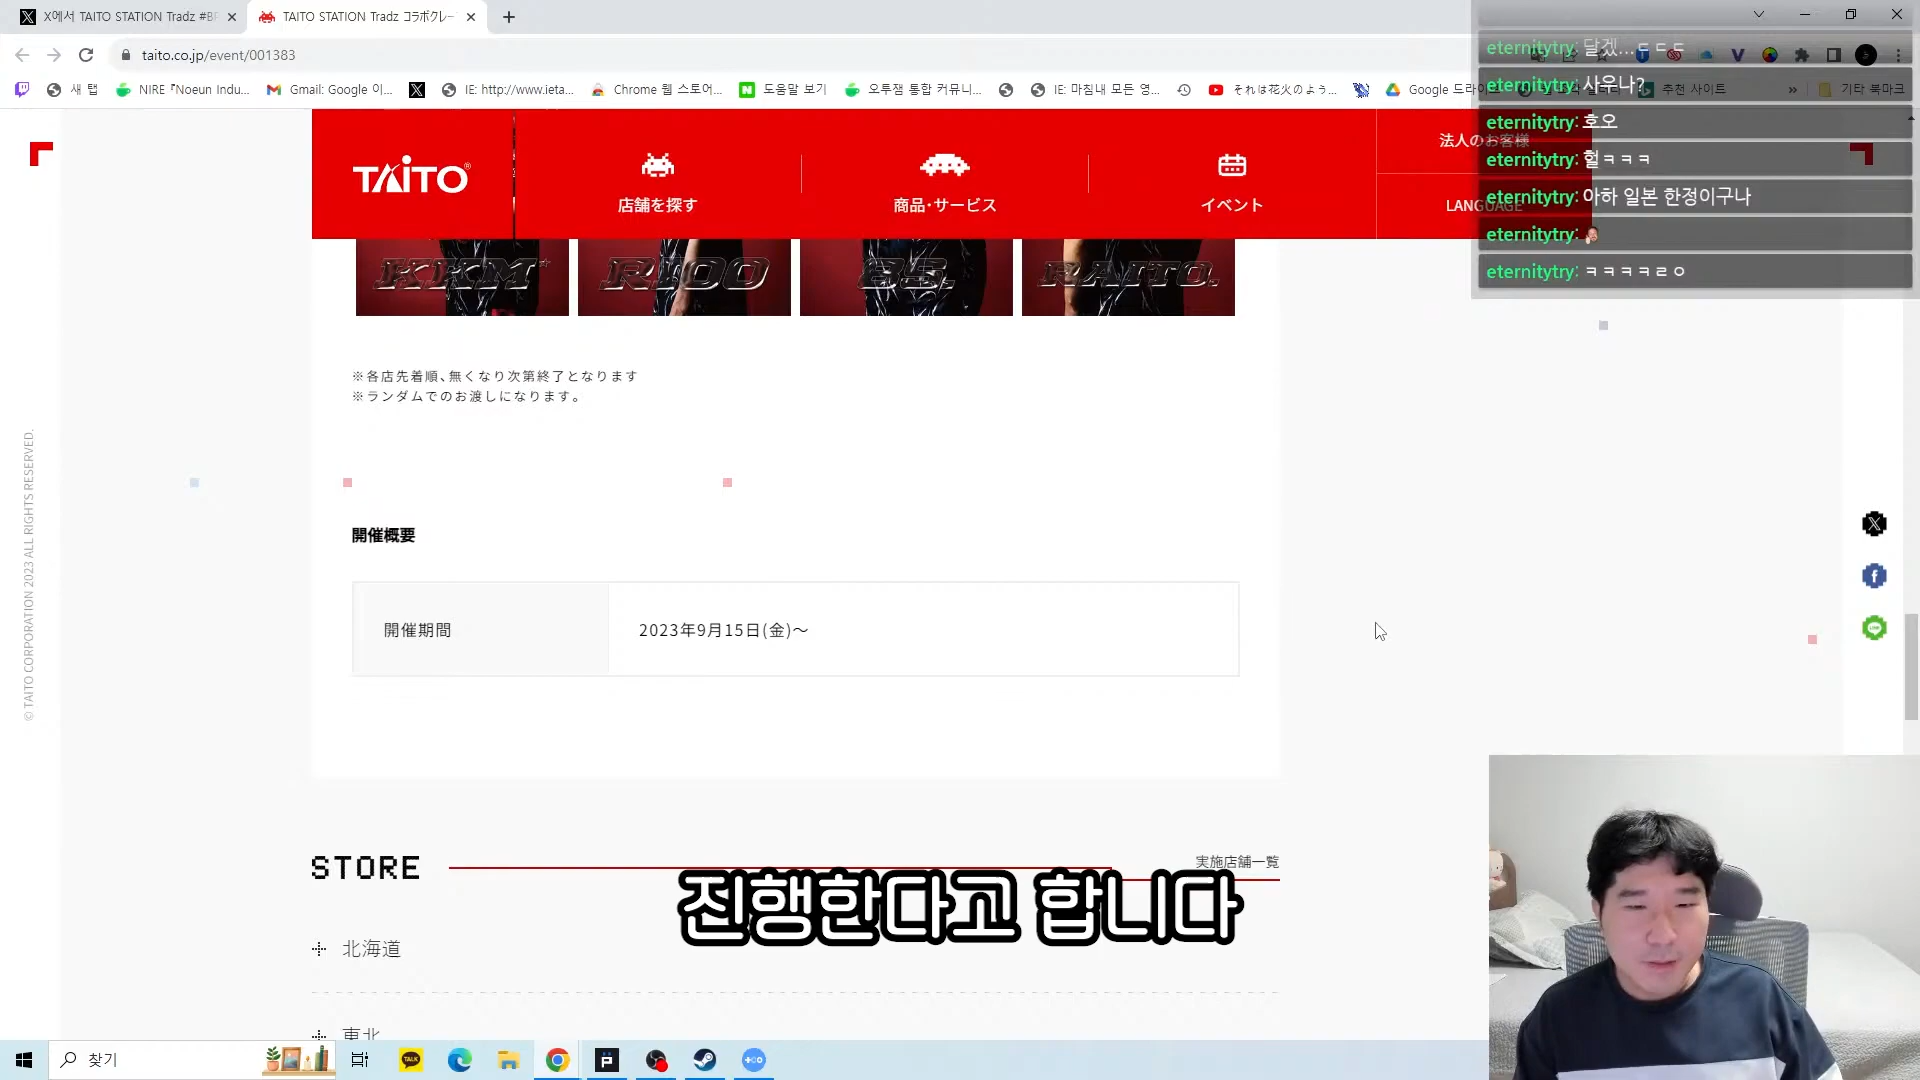 X에서 TAITO STATION Tradz #BF
TAITO STATION Tradz コラボクレー
taito.co.jp/event/001383
새 탭
NIRE『Noeun Indu...
Gmail: Google 이...
IE: http://www.ieta...
Chrome 웹 스토어...
도움말 보기
오투잼 통합 커뮤니...
IE: 마침내 모든 영...
それは花火のよう...
Google 드라이
추천 사이트
»
기타 북마크
eternitytry: 달겠...ㄷㄷㄷ
eternitytry: 사운나?
eternitytry: 호오
eternitytry: 헐ㅋㅋㅋ
eternitytry: 아하 일본 한정이구나
eternitytry:
eternitytry: ㅋㅋㅋㅋㄹㅇ
TAITO®
店舗を探す
商品・サービス
イベント
法人のお客様
LANGUAGE
KKM*
RIOO
8S.
RAITO.
※各店先着順、無くなり次第終了となります
※ランダムでのお渡しになります。
開催概要
開催期間
2023年9月15日(金)〜
© TAITO CORPORATION 2023 ALL RIGHTS RESERVED.
STORE
実施店舗一覧
진행한다고 합니다
北海道
東北
찾기
TALK